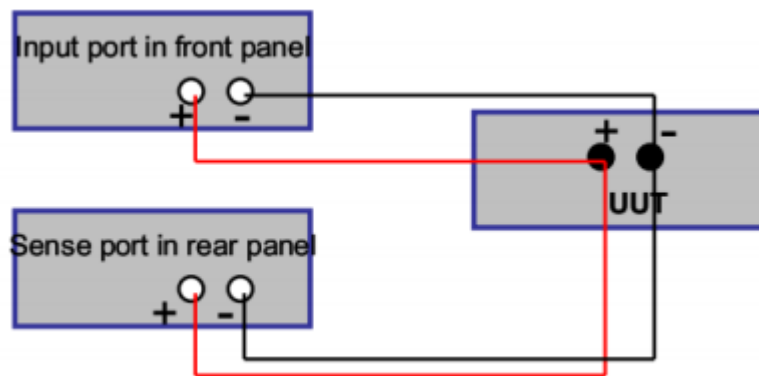 Input port in front panel
+ -
+ -
UUT
Sense port in rear panel
+ -